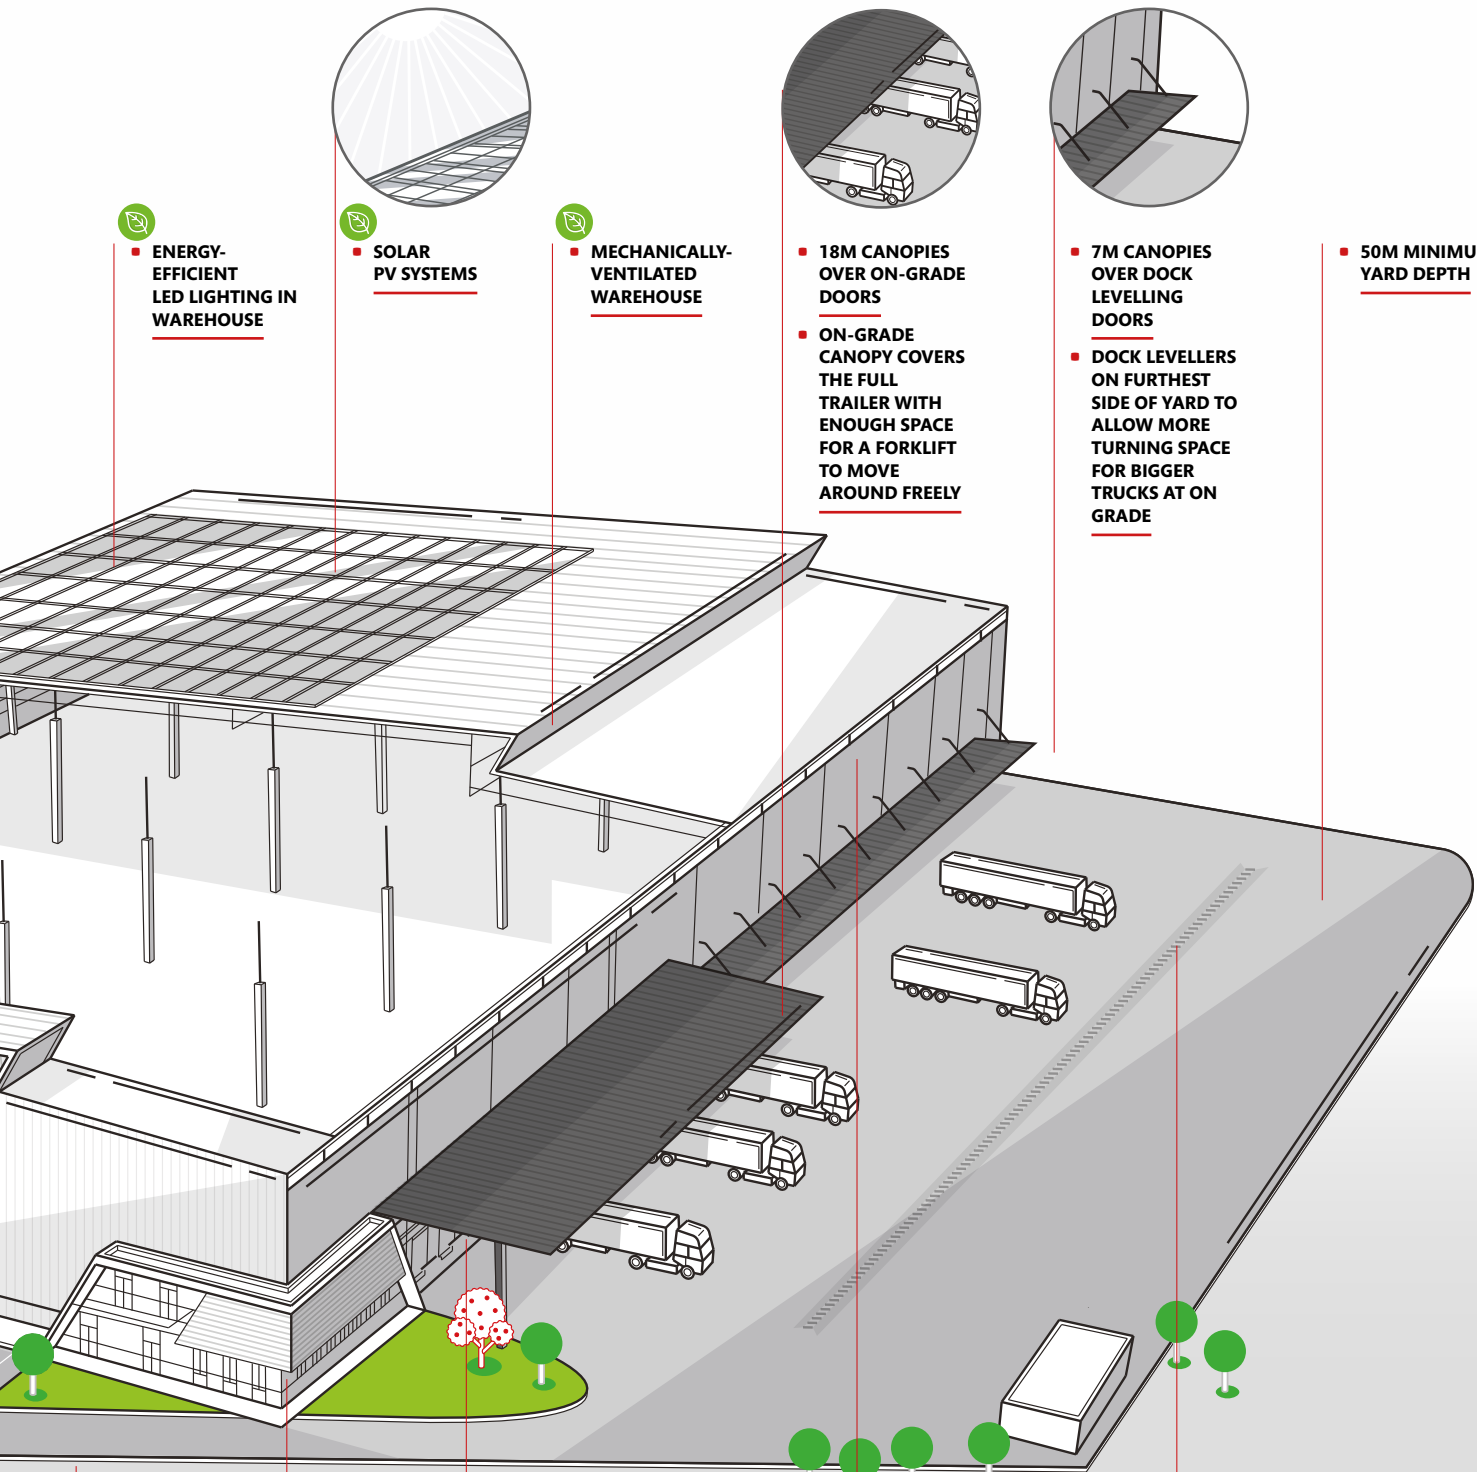 ENERGY-
EFFICIENT
LED LIGHTING IN
WAREHOUSE
SOLAR
PV SYSTEMS
MECHANICALLY-
VENTILATED
WAREHOUSE
18M CANOPIES
OVER ON-GRADE
DOORS
ON-GRADE
CANOPY COVERS
THE FULL
TRAILER WITH
ENOUGH SPACE
FOR A FORKLIFT
TO MOVE
AROUND FREELY
7M CANOPIES
OVER DOCK
LEVELLING
DOORS
DOCK LEVELLERS
ON FURTHEST
SIDE OF YARD TO
ALLOW MORE
TURNING SPACE
FOR BIGGER
TRUCKS AT ON
GRADE
50M MINIMU
YARD DEPTH